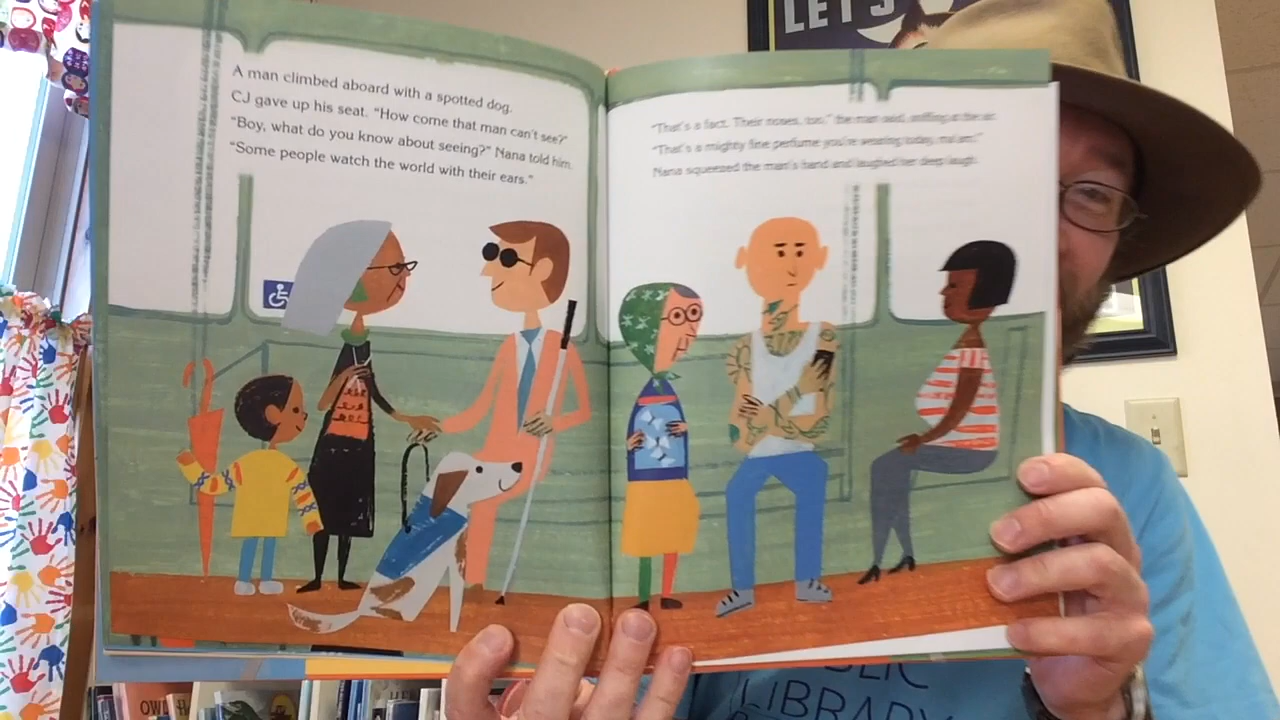 LET'S
A man climbed aboard with a spotted dog.
CJ gave up his seat. "How come that man can't see?"
"Boy, what do you know about seeing?" Nana told him.
"Some people watch the world with their ears."
"That's a fact. Their noses, too," the man said, sniffing at the air.
"That's a mighty fine perfume you're wearing today, ma'am."
Nana squeezed the man's hand and laughed her deep laugh.
LIBRARY
OWL